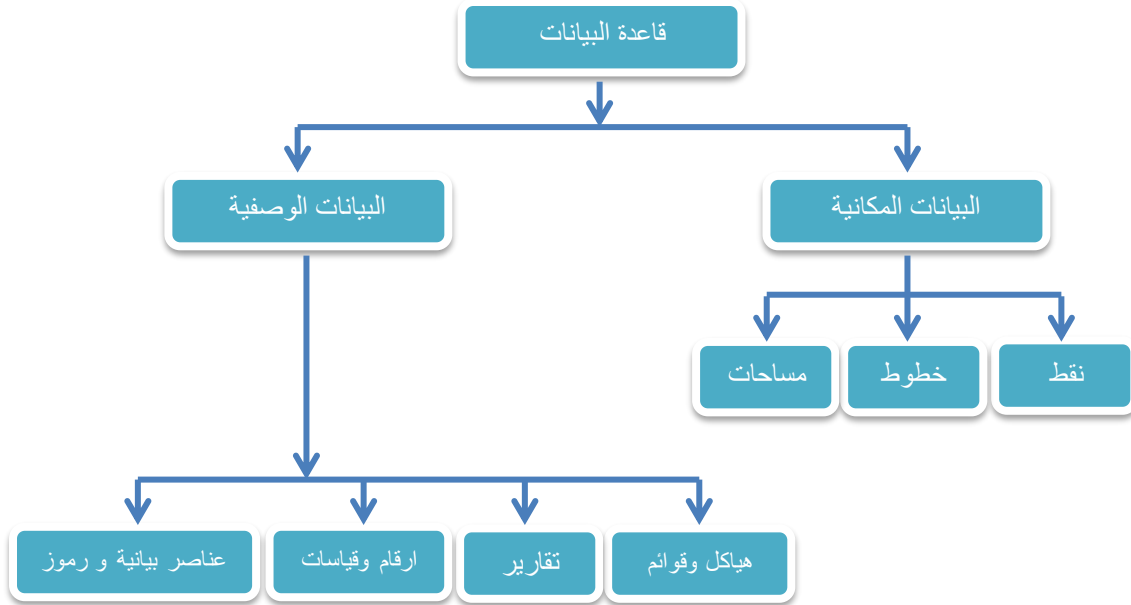 قاعدة البيانات
البيانات المكانية
البيانات الوصفية
نقط
خطوط
مساحات
هياكل وقوائم
تقارير
ارقام وقياسات
عناصر بيانية و رموز